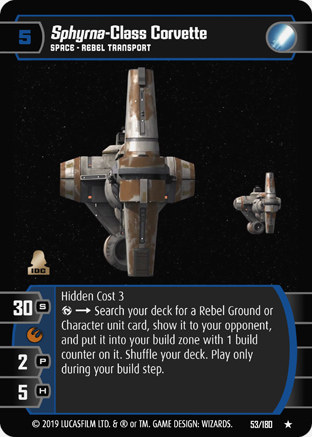 5
Sphyrna-Class Corvette
SPACE • REBEL TRANSPORT
IDC
30 S
2 P
5 H
Hidden Cost 3
→ Search your deck for a Rebel Ground or
Character unit card, show it to your opponent,
and put it into your build zone with 1 build
counter on it. Shuffle your deck. Play only
during your build step.
© 2019 LUCASFILM LTD. & ® or TM. GAME DESIGN: WIZARDS.
53/180 ★